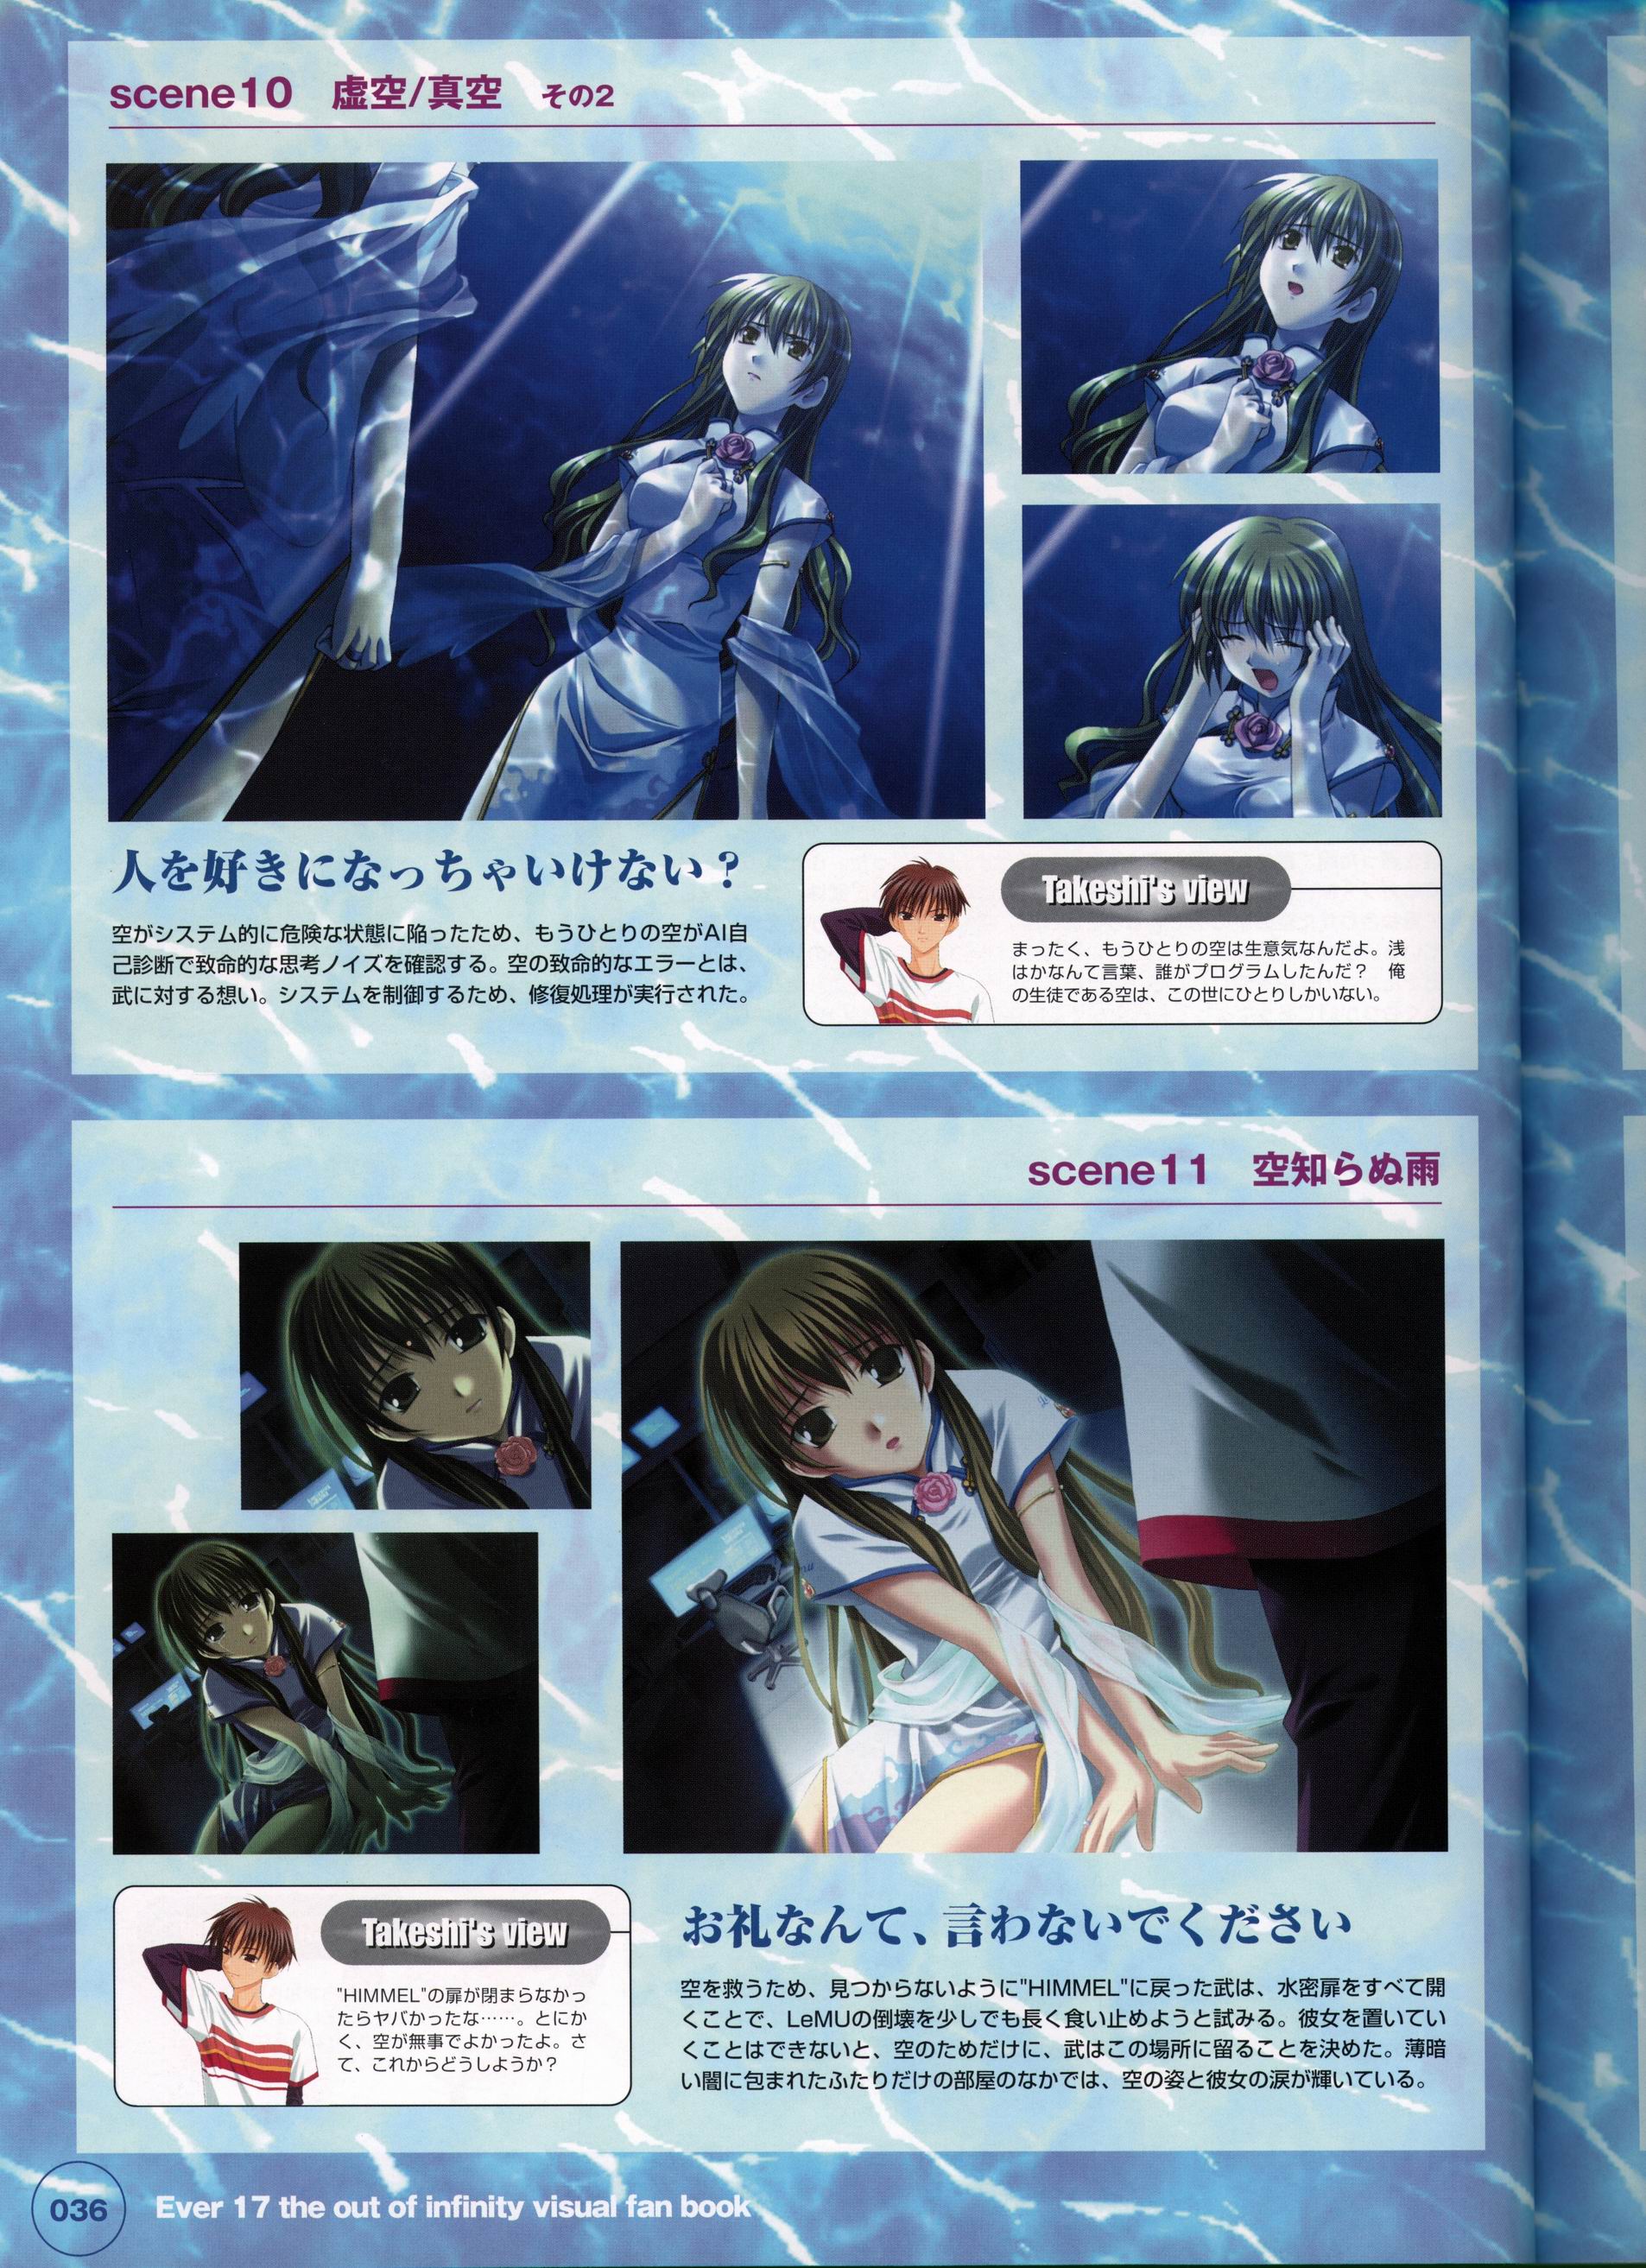 scene10 虚空/真空 その2
人を好きになっちゃいけない？
空がシステム的に危険な状態に陥ったため、もうひとりの空がAI自
己診断で致命的な思考ノイズを確認する。空の致命的なエラーとは、
武に対する想い。システムを制御するため、修復処理が実行された。
Takeshi's view
まったく、もうひとりの空は生意気なんだよ。浅
はかなんて言葉、誰がプログラムしたんだ？ 俺
の生徒である空は、この世にひとりしかいない。
scene11 空知らぬ雨
Takeshi's view
"HIMMEL"の扉が閉まらなかっ
たらヤバかったな……。とにか
く、空が無事でよかったよ。さ
て、これからどうしようか？
お礼なんて、言わないでください
空を救うため、見つからないように"HIMMEL"に戻った武は、水密扉をすべて開
くことで、LeMUの倒壊を少しでも長く食い止めようと試みる。彼女を置いてい
くことはできないと、空のためだけに、武はこの場所に留ることを決めた。薄暗
い闇に包まれたふたりだけの部屋のなかでは、空の姿と彼女の涙が輝いている。
036
Ever 17 the out of infinity visual fan book